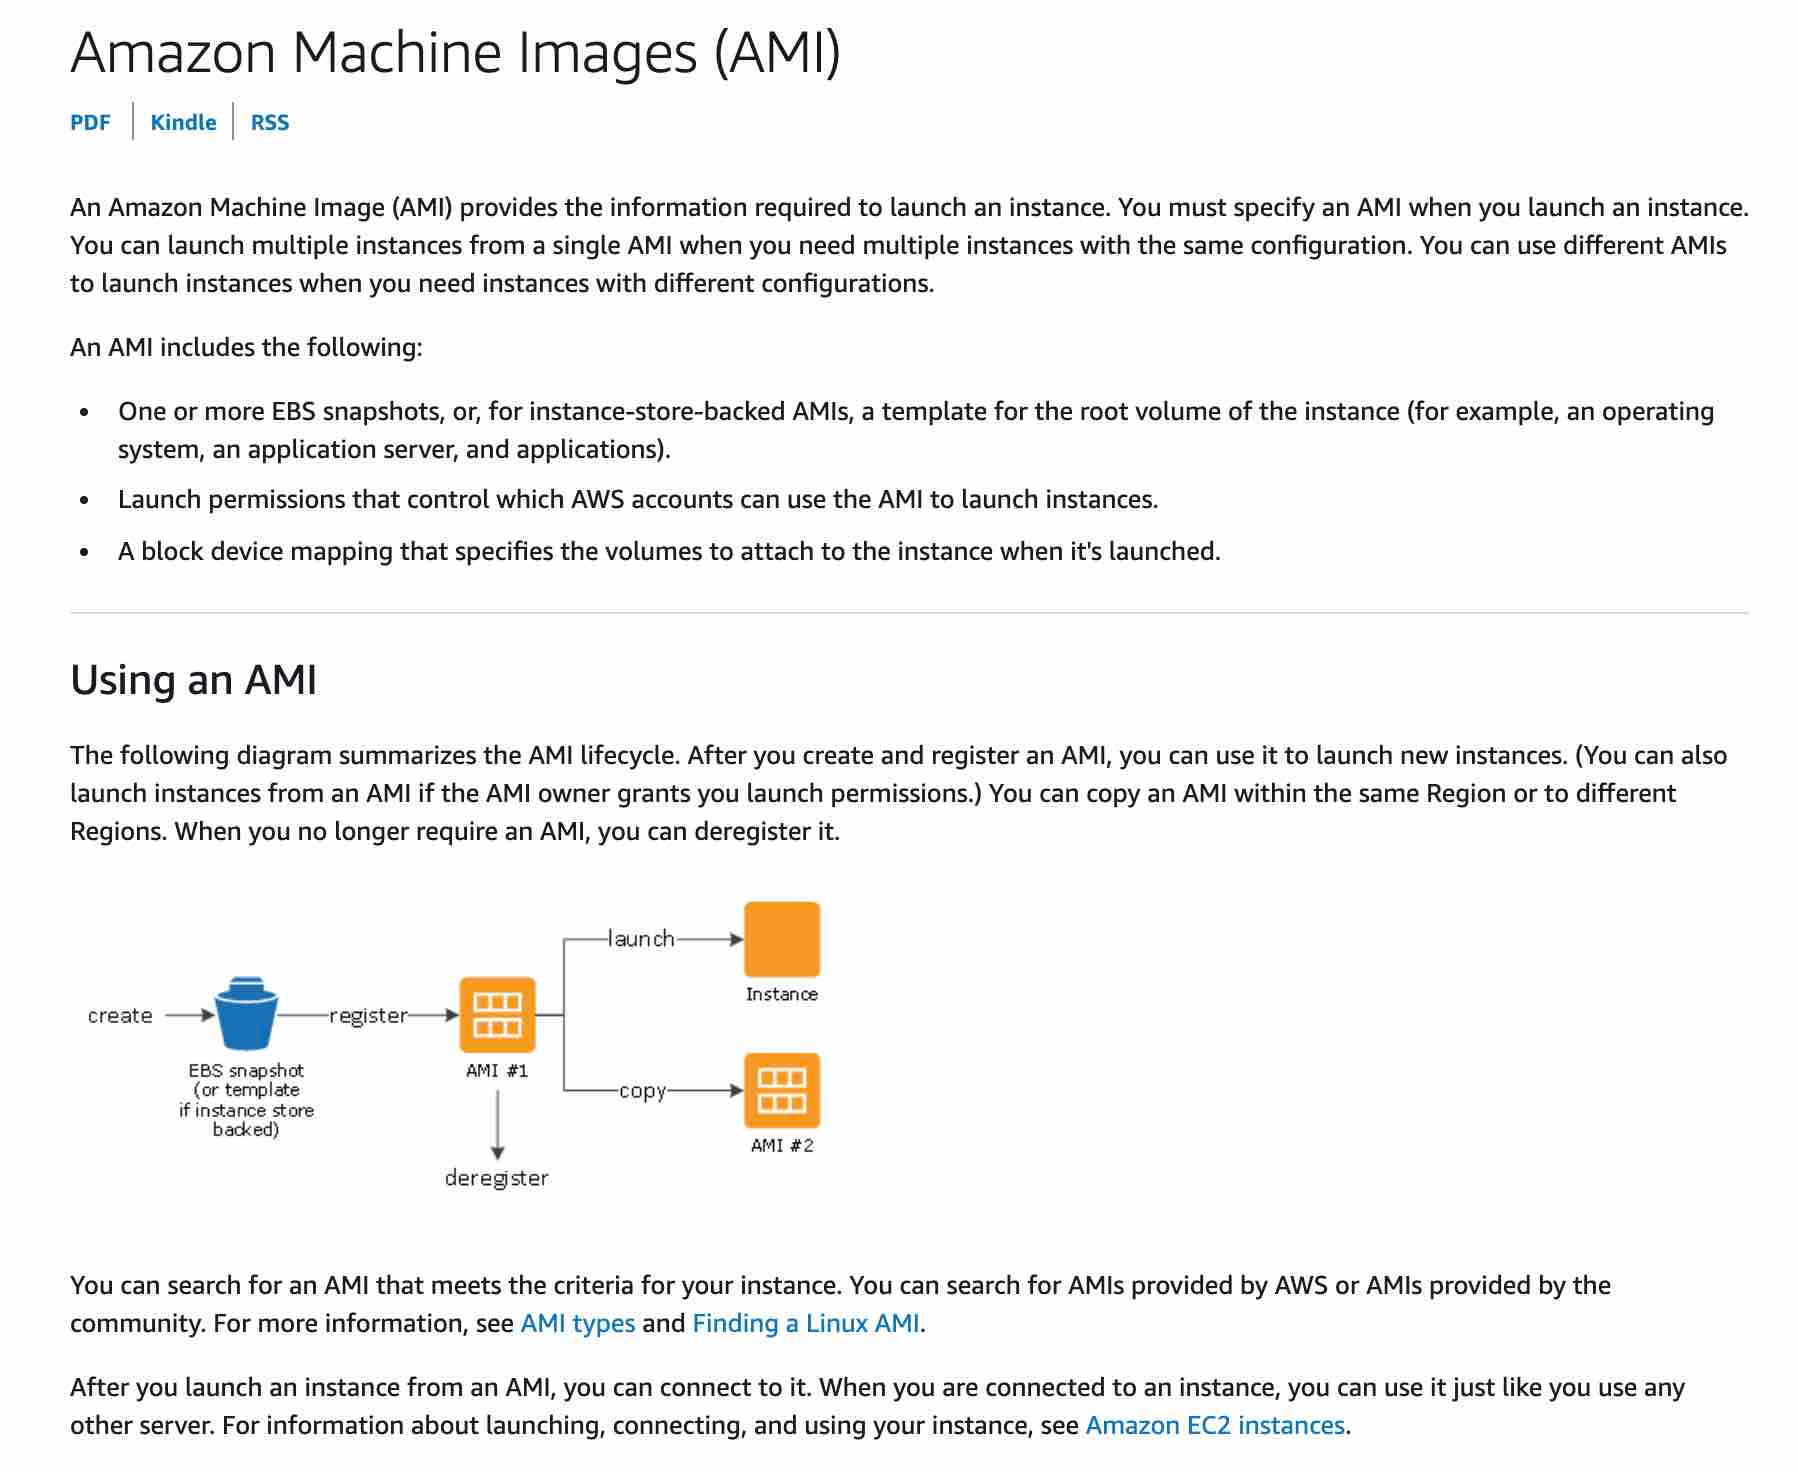 Amazon Machine Images (AMI)
PDF | Kindle | RSS
An Amazon Machine Image (AMI) provides the information required to launch an instance. You must specify an AMI when you launch an instance.
You can launch multiple instances from a single AMI when you need multiple instances with the same configuration. You can use different AMIs
to launch instances when you need instances with different configurations.
An AMI includes the following:
• One or more EBS snapshots, or, for instance-store-backed AMIs, a template for the root volume of the instance (for example, an operating
system, an application server, and applications).
• Launch permissions that control which AWS accounts can use the AMI to launch instances.
• A block device mapping that specifies the volumes to attach to the instance when it's launched.
Using an AMI
The following diagram summarizes the AMI lifecycle. After you create and register an AMI, you can use it to launch new instances. (You can also
launch instances from an AMI if the AMI owner grants you launch permissions.) You can copy an AMI within the same Region or to different
Regions. When you no longer require an AMI, you can deregister it.
launch
Instance
create
register
EBS snapshot
(or template
if instance store
backed)
AMI #1
copy
AMI #2
deregister
You can search for an AMI that meets the criteria for your instance. You can search for AMIs provided by AWS or AMIs provided by the
community. For more information, see AMI types and Finding a Linux AMI.
After you launch an instance from an AMI, you can connect to it. When you are connected to an instance, you can use it just like you use any
other server. For information about launching, connecting, and using your instance, see Amazon EC2 instances.